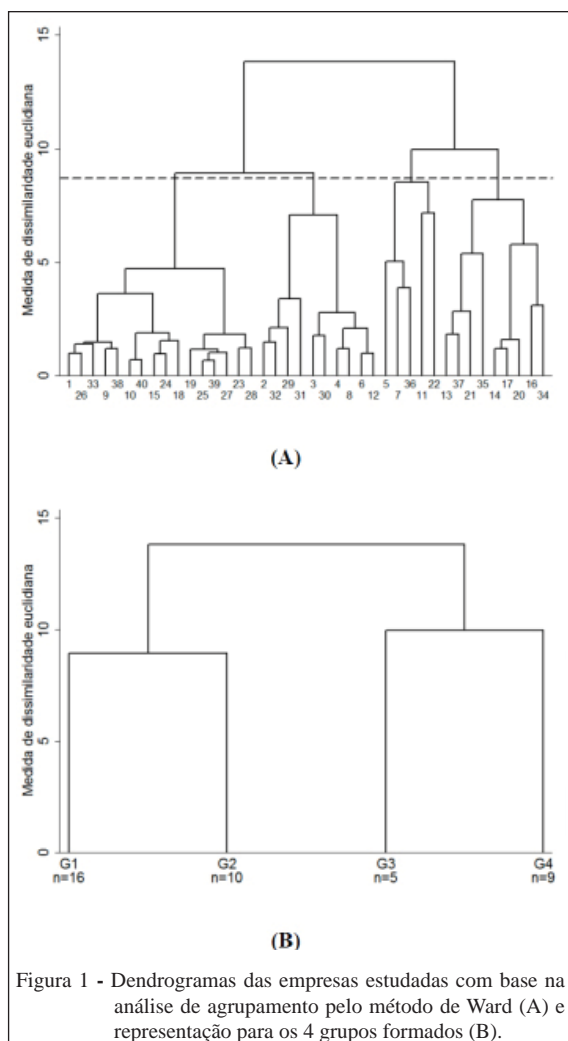 15
10
5
0
Medida de dissimilaridade euclidiana
1 33 38 40 24 19 39 23 2 29 3 4 6 5 36 22 37 35 17 16
26 9 10 15 18 25 27 28 32 31 30 8 12 7 11 13 21 14 20 34
(A)
15
10
5
0
Medida de dissimilaridade euclidiana
G1 G2 G3 G4
n=16 n=10 n=5 n=9
(B)
Figura 1 - Dendrogramas das empresas estudadas com base na
análise de agrupamento pelo método de Ward (A) e
representação para os 4 grupos formados (B).